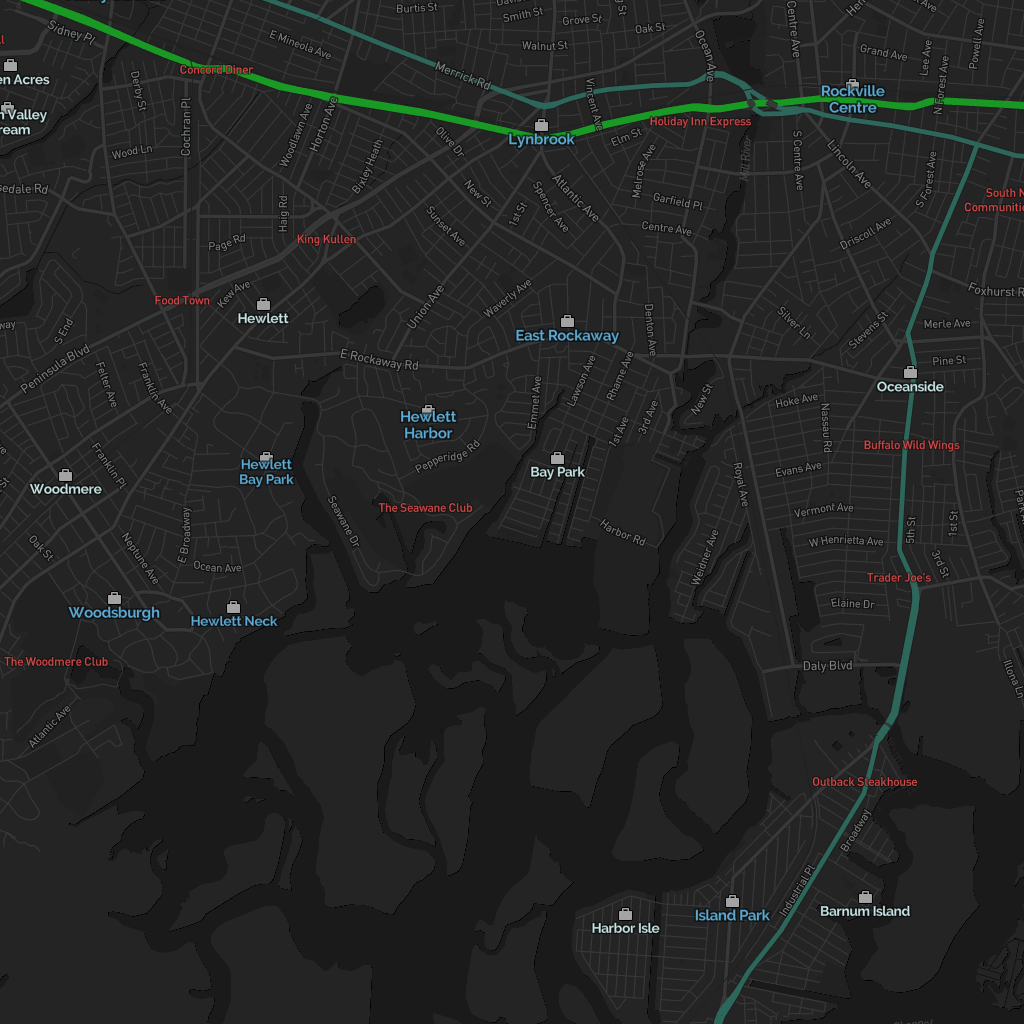 Burtis St
Smith St
Grove St
Oak St
Sidney Pl
E Mineola Ave
Walnut St
Ocean Ave
Centre Ave
Grand Ave
Lee Ave
Powell Ave
Concord Diner
Merrick Rd
en Acres
Derby St
Vincent Ave
Rockville
Centre
N Forest Ave
Valley
ream
Cochran Pl
Woodlawn Ave
Horton Ave
Lynbrook
Elm St
Holiday Inn Express
Wood Ln
Bixley Heath
Olive Dr
Mill River
S Centre Ave
Lincoln Ave
Melrose Ave
S Forest Ave
sedale Rd
Haig Rd
New St
1st St
Spencer Ave
Atlantic Ave
Garfield Pl
South N
Communitie
Page Rd
King Kullen
Sunset Ave
Centre Ave
Driscoll Ave
Food Town
Kew Ave
Hewlett
Union Ave
Waverly Ave
Foxhurst R
S End
East Rockaway
Denton Ave
Silver Ln
Stevens St
Merle Ave
Peninsula Blvd
E Rockaway Rd
Pine St
Felter Ave
Franklin Ave
Lawson Ave
Rhame Ave
Oceanside
Emmet Ave
New St
Hoke Ave
Hewlett
Harbor
1st Ave
3rd Ave
Nassau Rd
Buffalo Wild Wings
Franklin Pl
Hewlett
Bay Park
Pepperidge Rd
Bay Park
Royal Ave
Evans Ave
Woodmere
The Seawane Club
Vermont Ave
Seawane Dr
Harbor Rd
5th St
1st St
Oak St
E Broadway
Neptune Ave
Weidner Ave
W Henrietta Ave
Ocean Ave
3rd St
Trader Joe's
Woodsburgh
Hewlett Neck
Elaine Dr
The Woodmere Club
Daly Blvd
Illona Ln
Atlantic Ave
Outback Steakhouse
Broadway
Industrial Pl
Harbor Isle
Island Park
Barnum Island